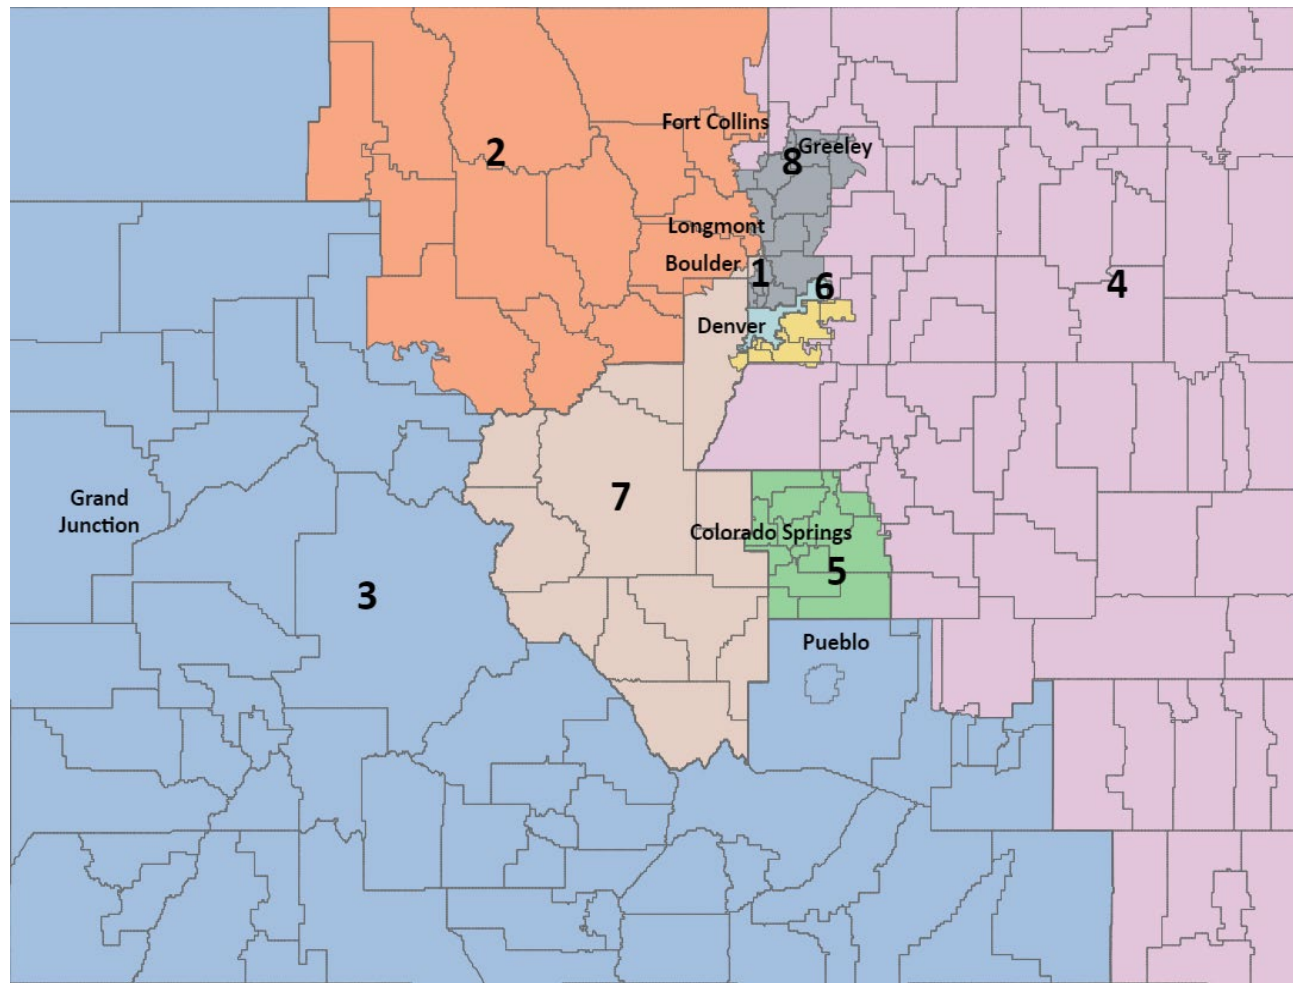 Fort Collins
2
8
Greeley
Longmont
Boulder
1
6
4
Denver
Grand
Junction
7
Colorado Springs
5
3
Pueblo